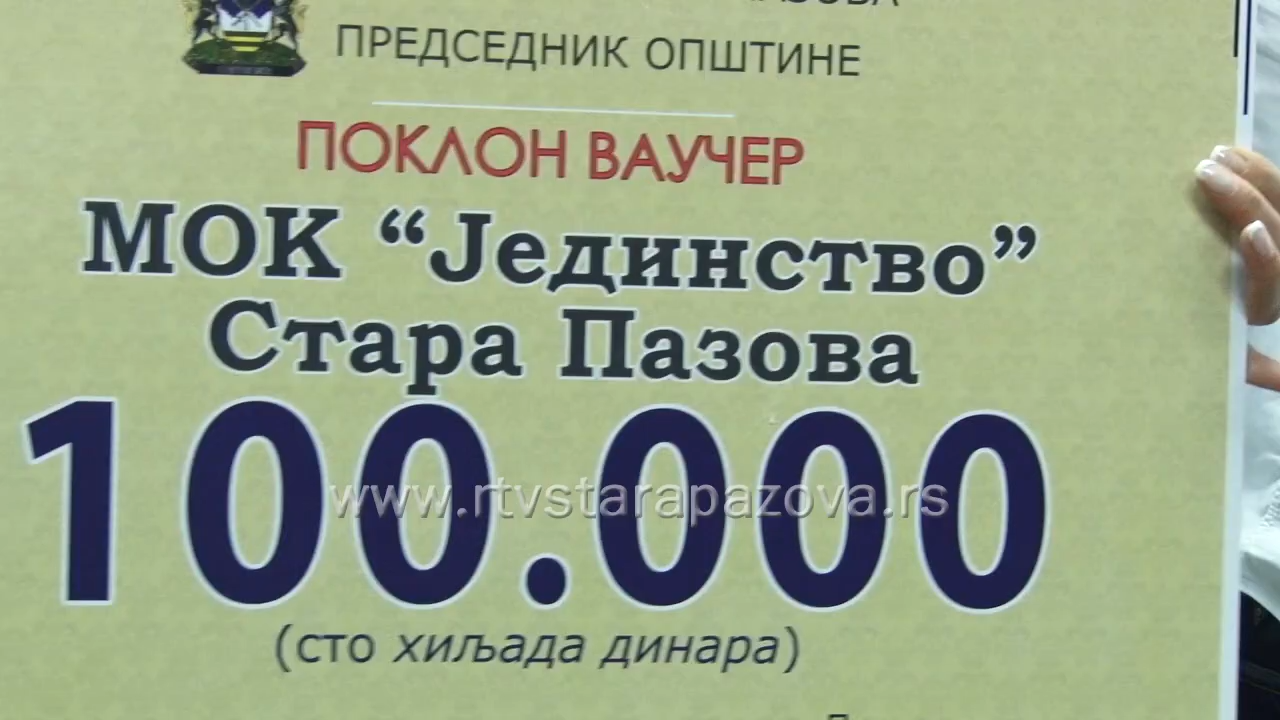 ПРЕДСЕДНИК ОПШТИНЕ
ПОКЛОН ВАУЧЕР
МОК “Јединство”
Стара Пазова
100.000
www.rtvstarapazova.rs
(сто хиљада динара)